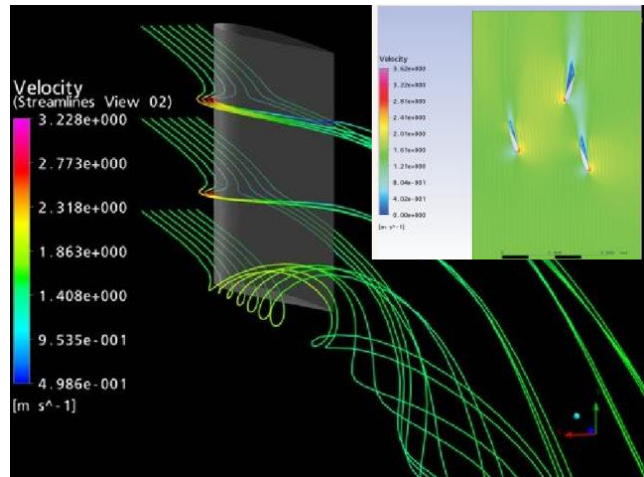 Velocity
(Streamlines View 02)
3.228e+000
2.773e+000
2.318e+000
1.863e+000
1.408e+000
9.535e-001
4.986e-001
[m s^-1]
Velocity
3.62e+000
3.22e+000
2.81e+000
2.41e+000
2.01e+000
1.61e+000
1.21e+000
8.04e-001
4.02e-001
0.00e+000
[m s^-1]